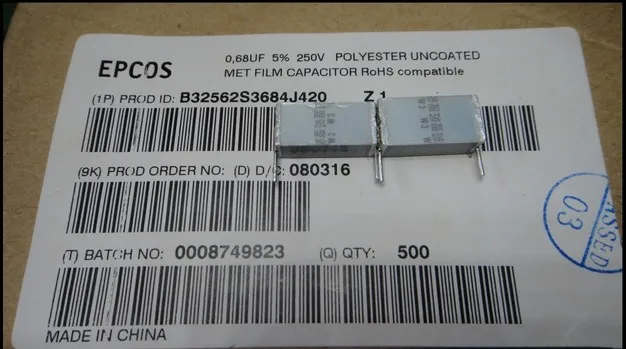 EPCOS
0,68UF 5% 250V POLYESTER UNCOATED
MET FILM CAPACITOR RoHS compatible
(1P) PROD ID: B32562S3684J420 Z 1
(9K) PROD ORDER NO: (D) D/C: 080316
(T) BATCH NO: 0008749823 (Q) QTY: 500
MADE IN CHINA
03